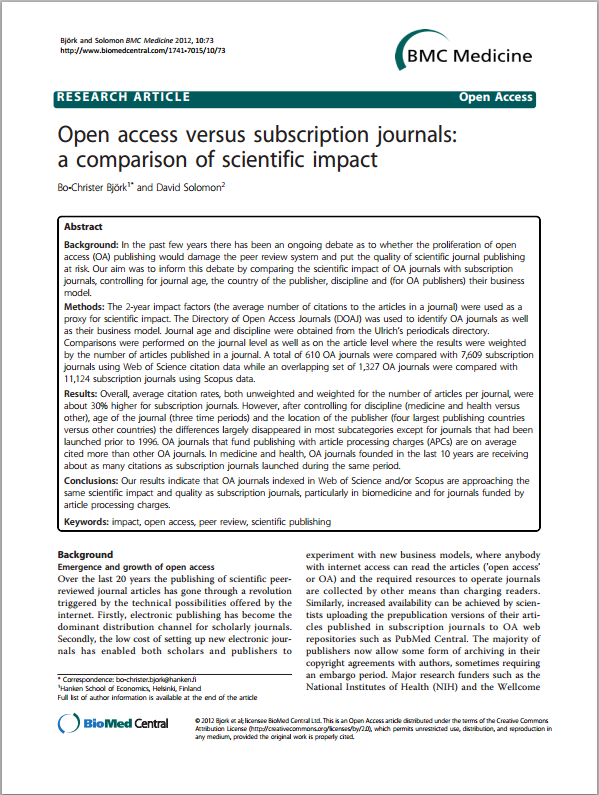 Björk and Solomon BMC Medicine 2012, 10:73
http://www.biomedcentral.com/1741-7015/10/73
BMC Medicine
RESEARCH ARTICLE
Open Access
Open access versus subscription journals:
a comparison of scientific impact
Bo-Christer Björk1* and David Solomon2
Abstract
Background: In the past few years there has been an ongoing debate as to whether the proliferation of open
access (OA) publishing would damage the peer review system and put the quality of scientific journal publishing
at risk. Our aim was to inform this debate by comparing the scientific impact of OA journals with subscription
journals, controlling for journal age, the country of the publisher, discipline and (for OA publishers) their business
model.
Methods: The 2-year impact factors (the average number of citations to the articles in a journal) were used as a
proxy for scientific impact. The Directory of Open Access Journals (DOAJ) was used to identify OA journals as well
as their business model. Journal age and discipline were obtained from the Ulrich's periodicals directory.
Comparisons were performed on the journal level as well as on the article level where the results were weighted
by the number of articles published in a journal. A total of 610 OA journals were compared with 7,609 subscription
journals using Web of Science citation data while an overlapping set of 1,327 OA journals were compared with
11,124 subscription journals using Scopus data.
Results: Overall, average citation rates, both unweighted and weighted for the number of articles per journal, were
about 30% higher for subscription journals. However, after controlling for discipline (medicine and health versus
other), age of the journal (three time periods) and the location of the publisher (four largest publishing countries
versus other countries) the differences largely disappeared in most subcategories except for journals that had been
launched prior to 1996. OA journals that fund publishing with article processing charges (APCs) are on average
cited more than other OA journals. In medicine and health, OA journals founded in the last 10 years are receiving
about as many citations as subscription journals launched during the same period.
Conclusions: Our results indicate that OA journals indexed in Web of Science and/or Scopus are approaching the
same scientific impact and quality as subscription journals, particularly in biomedicine and for journals funded by
article processing charges.
Keywords: impact, open access, peer review, scientific publishing
Background
Emergence and growth of open access
Over the last 20 years the publishing of scientific peer-
reviewed journal articles has gone through a revolution
triggered by the technical possibilities offered by the
internet. Firstly, electronic publishing has become the
dominant distribution channel for scholarly journals.
Secondly, the low cost of setting up new electronic jour-
nals has enabled both scholars and publishers to
experiment with new business models, where anybody
with internet access can read the articles ('open access'
or OA) and the required resources to operate journals
are collected by other means than charging readers.
Similarly, increased availability can be achieved by scien-
tists uploading the prepublication versions of their arti-
cles published in subscription journals to OA web
repositories such as PubMed Central. The majority of
publishers now allow some form of archiving in their
copyright agreements with authors, sometimes requiring
an embargo period. Major research funders such as the
National Institutes of Health (NIH) and the Wellcome
* Correspondence: bo-christer.bjork@hanken.fi
1Hanken School of Economics, Helsinki, Finland
Full list of author information is available at the end of the article
BioMed Central
© 2012 Björk et al; licensee BioMed Central Ltd. This is an Open Access article distributed under the terms of the Creative Commons
Attribution License (http://creativecommons.org/licenses/by/2.0), which permits unrestricted use, distribution, and reproduction in
any medium, provided the original work is properly cited.